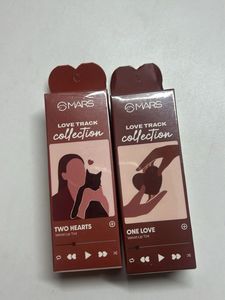 MARS
LOVE TRACK
collection
TWO HEARTS
Velvet Lip Tint
MARS
LOVE TRACK
collection
ONE LOVE
Velvet Lip Tint